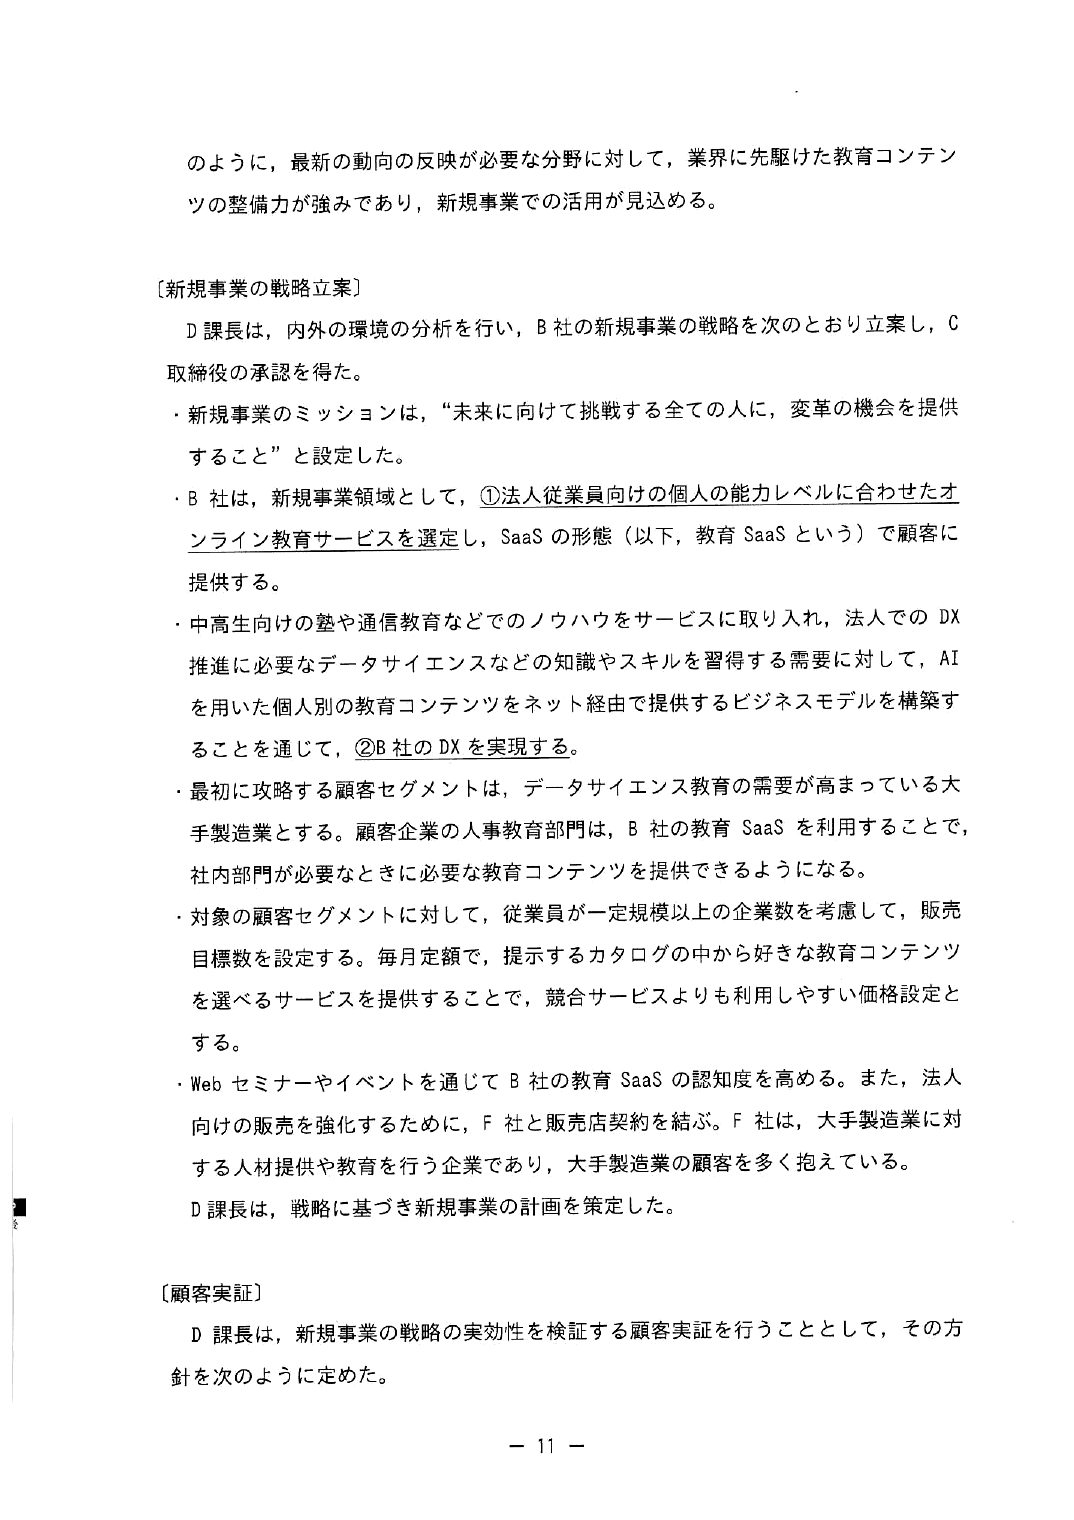 のように，最新の動向の反映が必要な分野に対して，業界に先駆けた教育コンテン
ツの整備力が強みであり，新規事業での活用が見込める。
〔新規事業の戦略立案〕
D 課長は，内外の環境の分析を行い，B 社の新規事業の戦略を次のとおり立案し，C
取締役の承認を得た。
・新規事業のミッションは，“未来に向けて挑戦する全ての人に，変革の機会を提供
すること”と設定した。
・B 社は，新規事業領域として，①法人従業員向けの個人の能力レベルに合わせたオ
ンライン教育サービスを選定し，SaaS の形態（以下，教育 SaaS という）で顧客に
提供する。
・中高生向けの塾や通信教育などでのノウハウをサービスに取り入れ，法人での DX
推進に必要なデータサイエンスなどの知識やスキルを習得する需要に対して，AI
を用いた個人別の教育コンテンツをネット経由で提供するビジネスモデルを構築す
ることを通じて，②B 社の DX を実現する。
・最初に攻略する顧客セグメントは，データサイエンス教育の需要が高まっている大
手製造業とする。顧客企業の人事教育部門は，B 社の教育 SaaS を利用することで，
社内部門が必要なときに必要な教育コンテンツを提供できるようになる。
・対象の顧客セグメントに対して，従業員が一定規模以上の企業数を考慮して，販売
目標数を設定する。毎月定額で，提示するカタログの中から好きな教育コンテンツ
を選べるサービスを提供することで，競合サービスよりも利用しやすい価格設定と
する。
・Web セミナーやイベントを通じて B 社の教育 SaaS の認知度を高める。また，法人
向けの販売を強化するために，F 社と販売店契約を結ぶ。F 社は，大手製造業に対
する人材提供や教育を行う企業であり，大手製造業の顧客を多く抱えている。
D 課長は，戦略に基づき新規事業の計画を策定した。
〔顧客実証〕
D 課長は，新規事業の戦略の実効性を検証する顧客実証を行うこととして，その方
針を次のように定めた。
－ 11 －